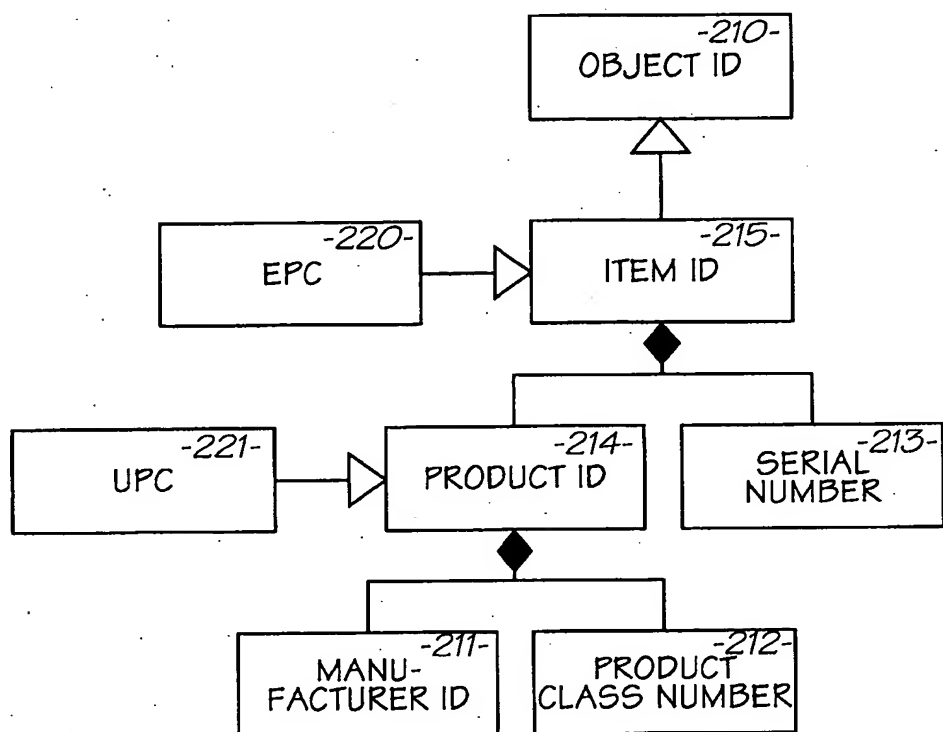 -210-
OBJECT ID
-220-
EPC
-215-
ITEM ID
-221-
UPC
-214-
PRODUCT ID
-213-
SERIAL
NUMBER
-211-
MANU-
FACTURER ID
-212-
PRODUCT
CLASS NUMBER